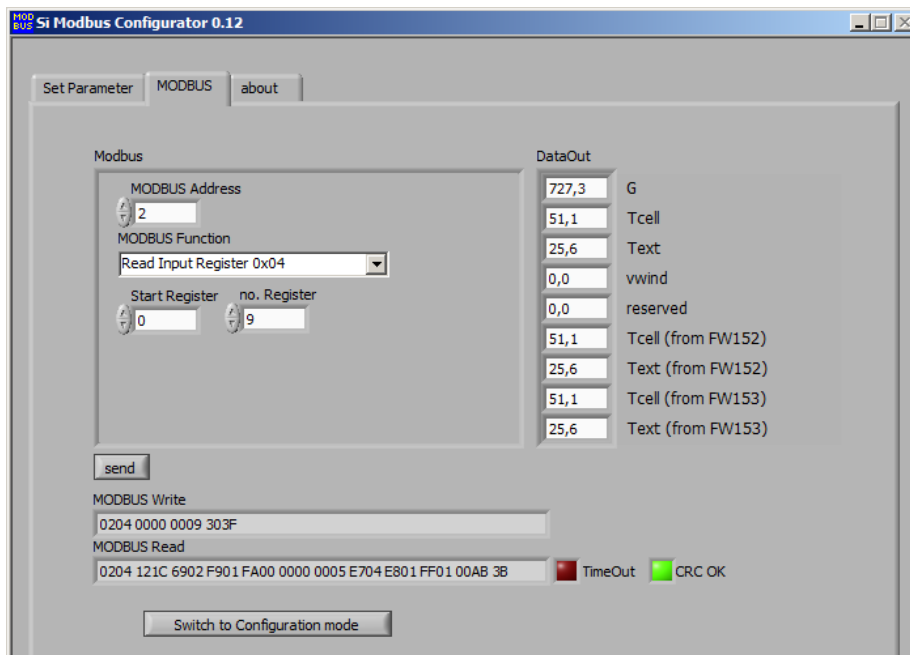 MOD BUS Si Modbus Configurator 0.12
Set Parameter MODBUS about
Modbus
MODBUS Address
2
MODBUS Function
Read Input Register 0x04
Start Register no. Register
0 9
DataOut
727,3 G
51,1 Tcell
25,6 Text
0,0 vwind
0,0 reserved
51,1 Tcell (from FW152)
25,6 Text (from FW152)
51,1 Tcell (from FW153)
25,6 Text (from FW153)
send
MODBUS Write
0204 0000 0009 303F
MODBUS Read
0204 121C 6902 F901 FA00 0000 0005 E704 E801 FF01 00AB 3B TimeOut CRC OK
Switch to Configuration mode